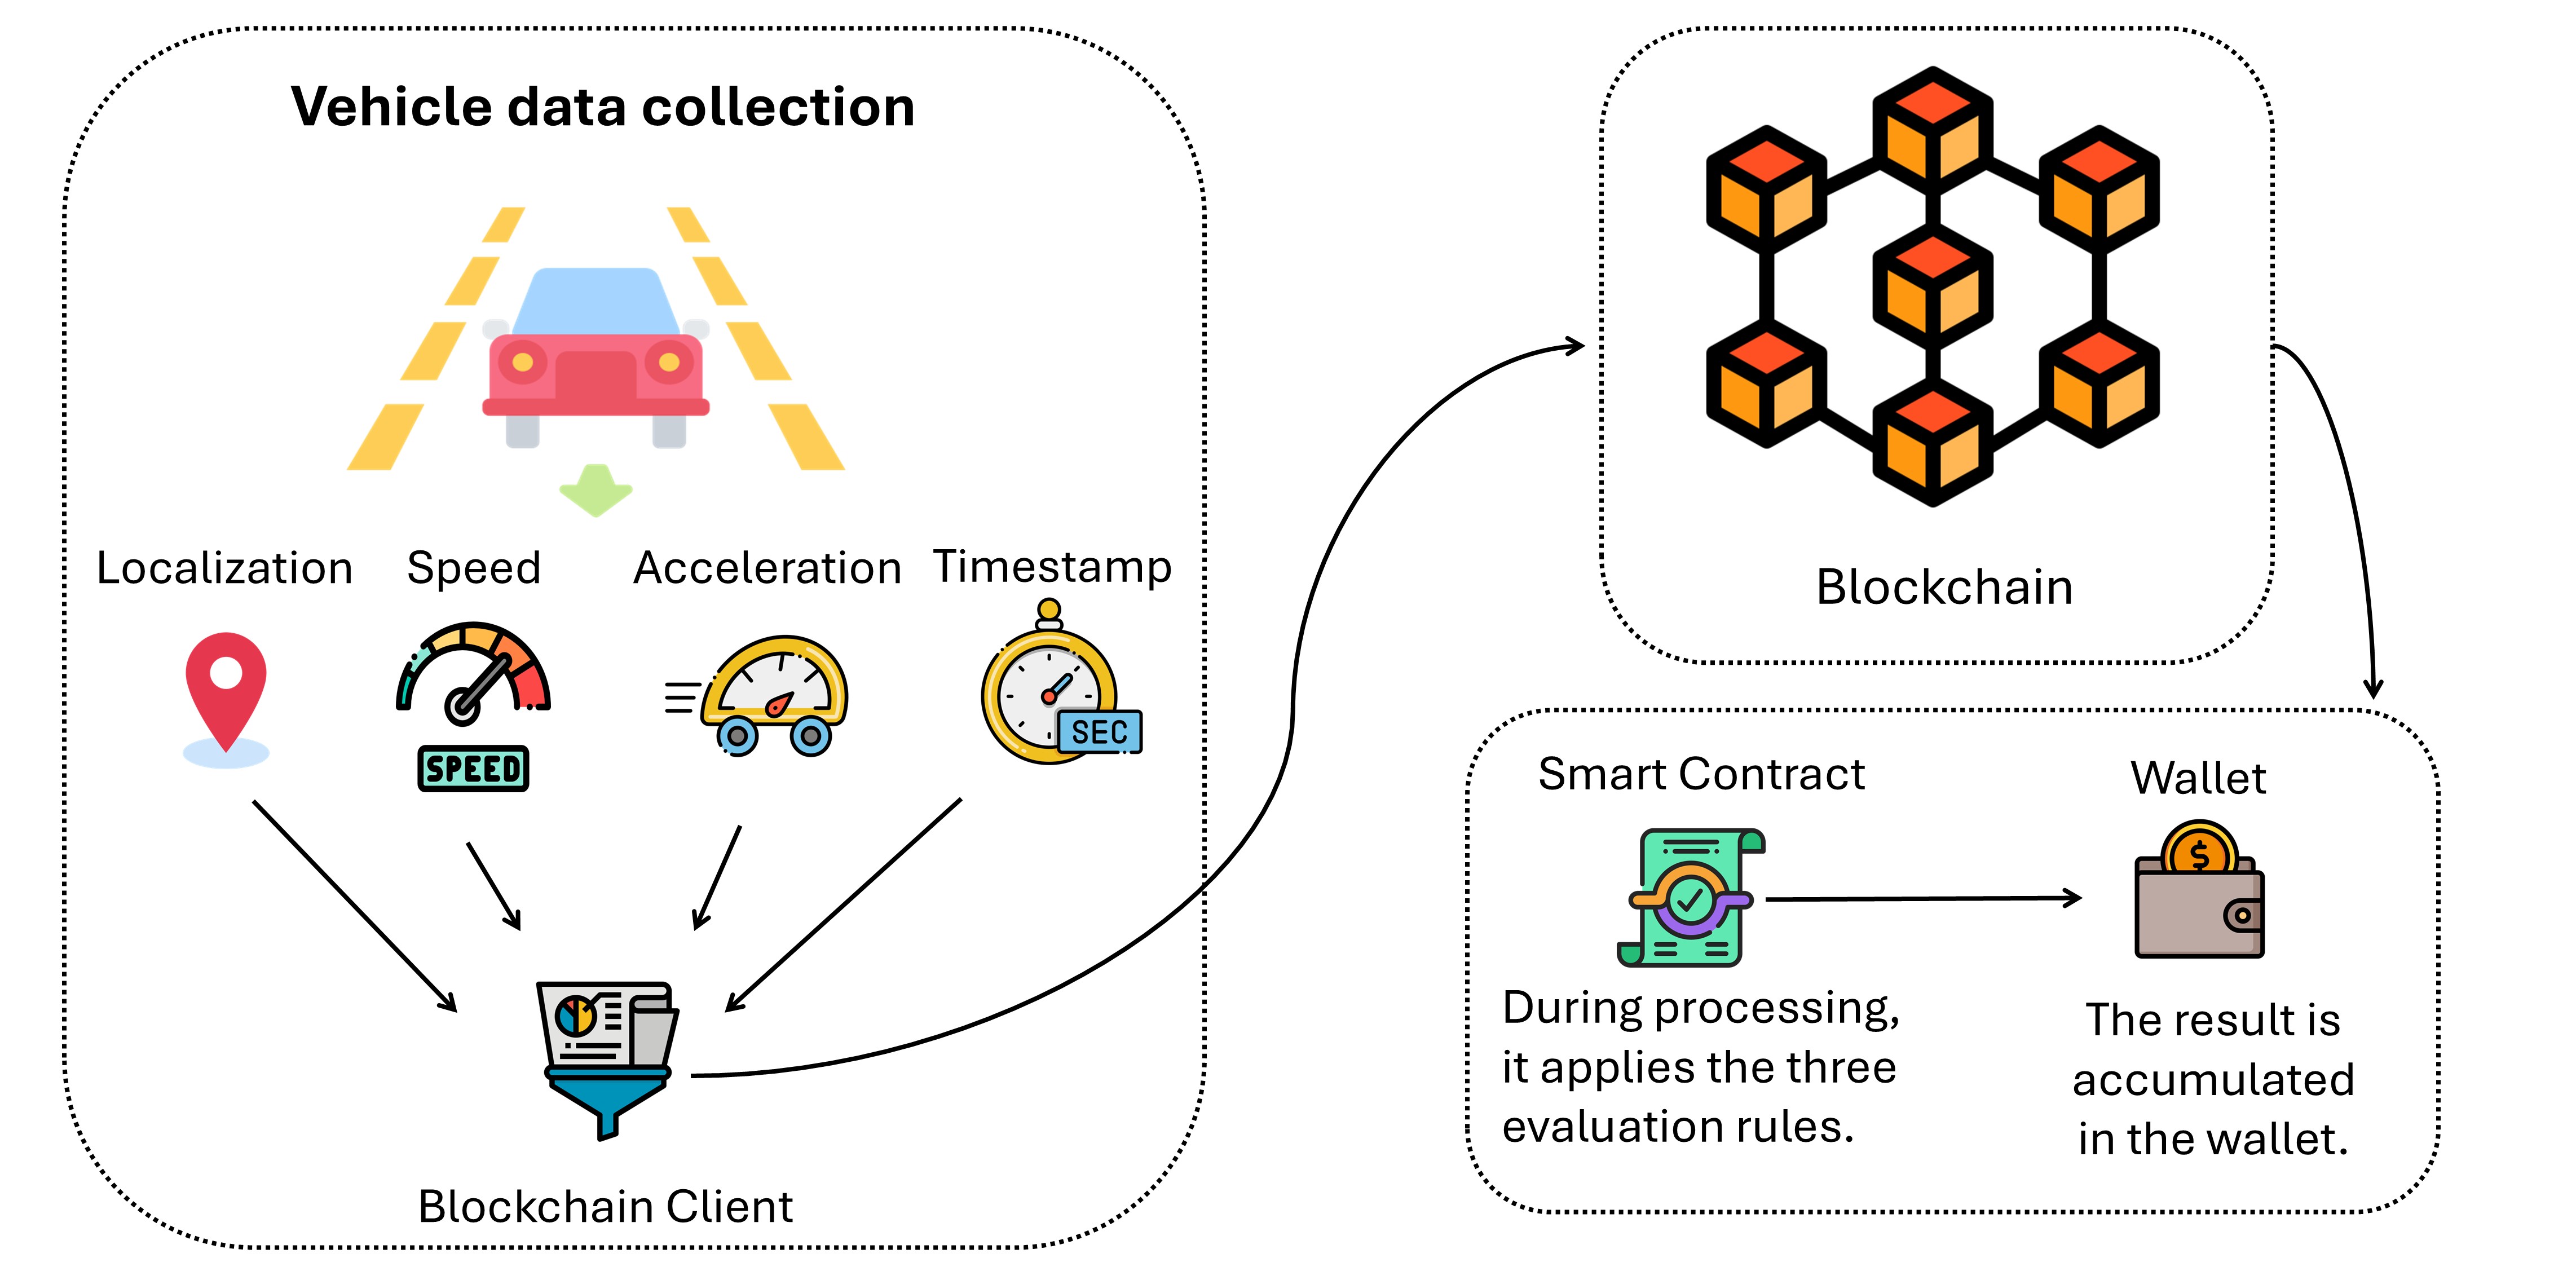 Vehicle data collection
Localization
Speed
Acceleration
Timestamp
SPEED
SEC
Blockchain Client
Blockchain
Smart Contract
During processing,
it applies the three
evaluation rules.
Wallet
$
The result is
accumulated
in the wallet.